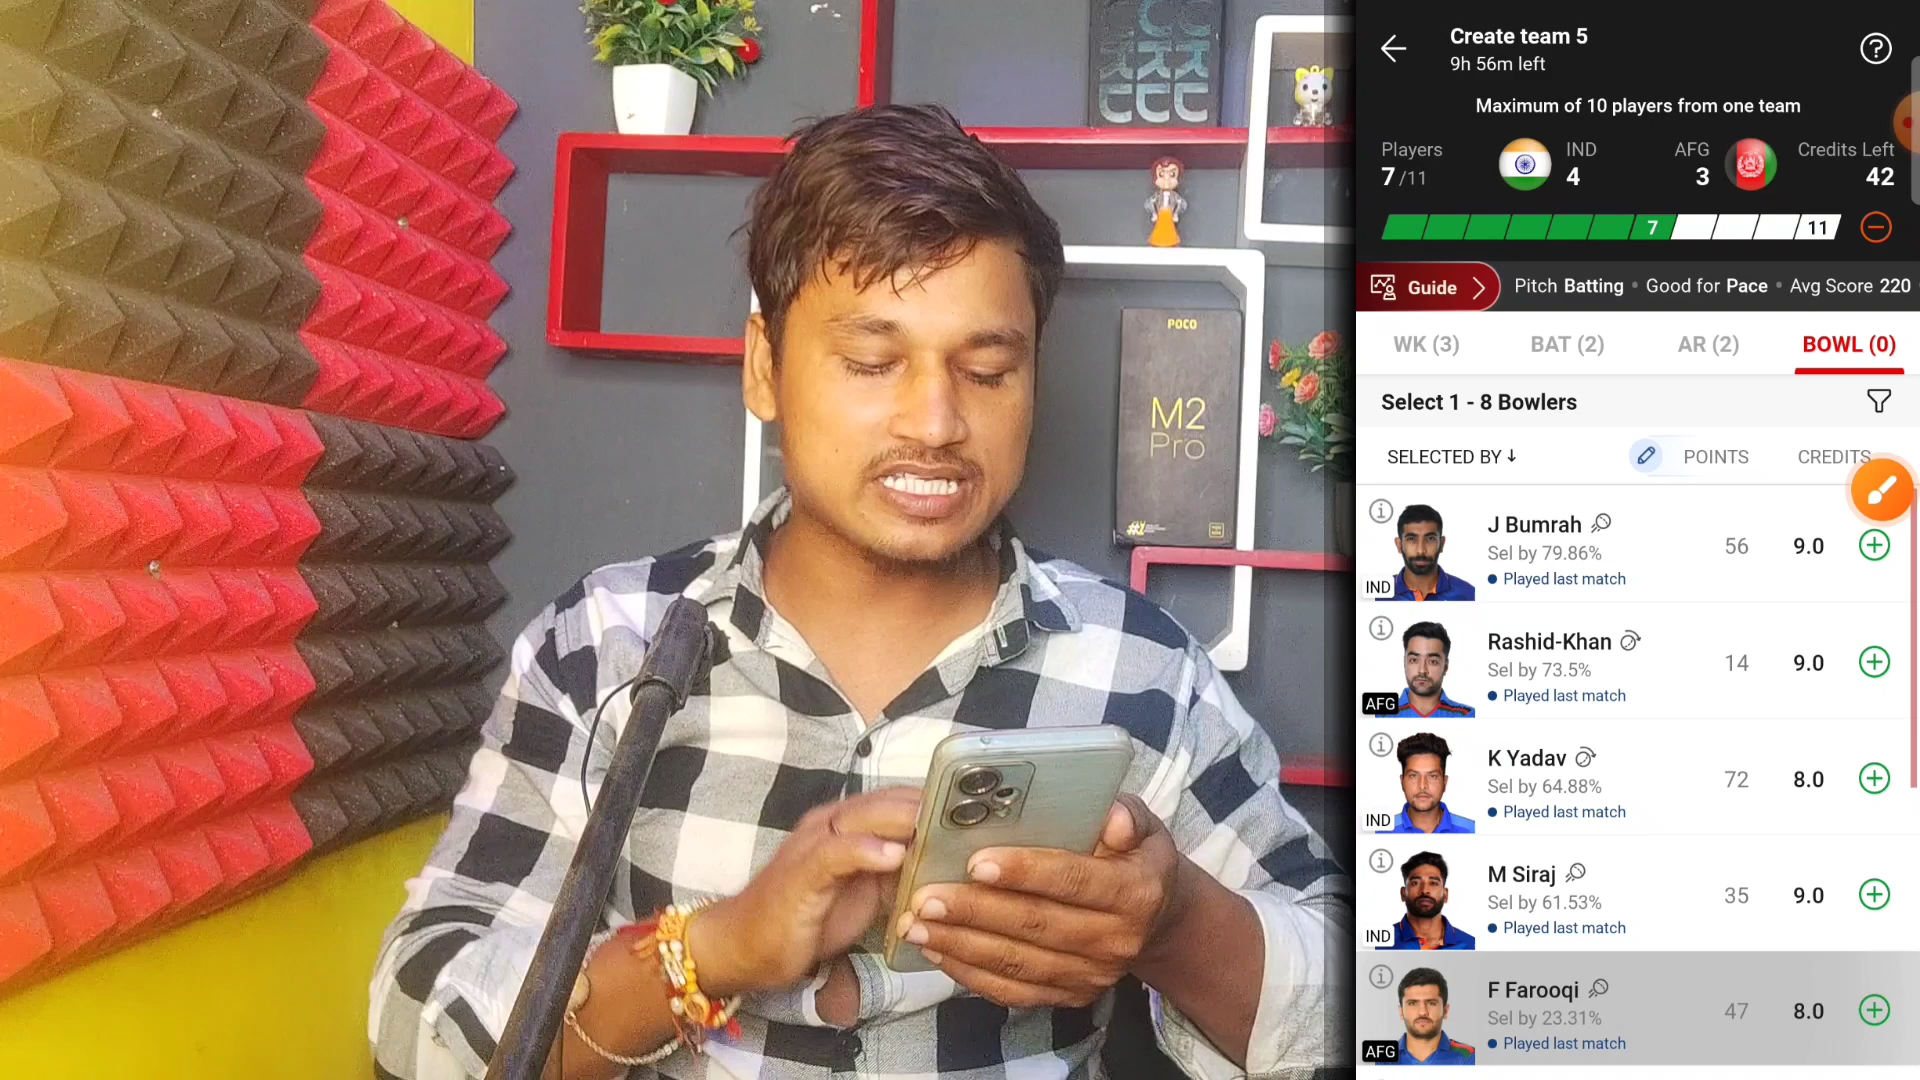 POCO
M2
Pro
Create team 5
9h 56m left
Maximum of 10 players from one team
Players
7 /11
IND
4
AFG
3
Credits Left
42
7
11
Guide
Pitch Batting • Good for Pace • Avg Score 220
WK (3)
BAT (2)
AR (2)
BOWL (0)
Select 1 - 8 Bowlers
SELECTED BY ↓
POINTS
CREDITS
J Bumrah
Sel by 79.86%
Played last match
IND
56
9.0
Rashid-Khan
Sel by 73.5%
Played last match
AFG
14
9.0
K Yadav
Sel by 64.88%
Played last match
IND
72
8.0
M Siraj
Sel by 61.53%
Played last match
IND
35
9.0
F Farooqi
Sel by 23.31%
Played last match
AFG
47
8.0